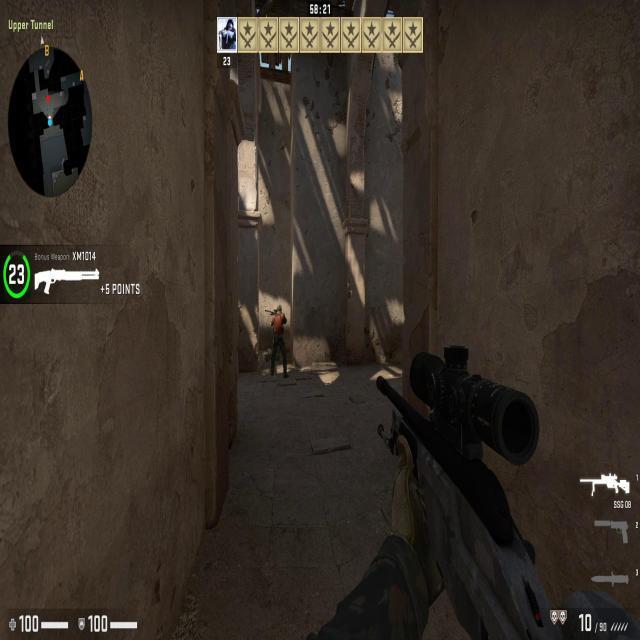 58:21
Upper Tunnel
B
A
23
23
Bonus Weapon: XM1014
+5 POINTS
1
SSG 08
2
3
100
100
10 / 90